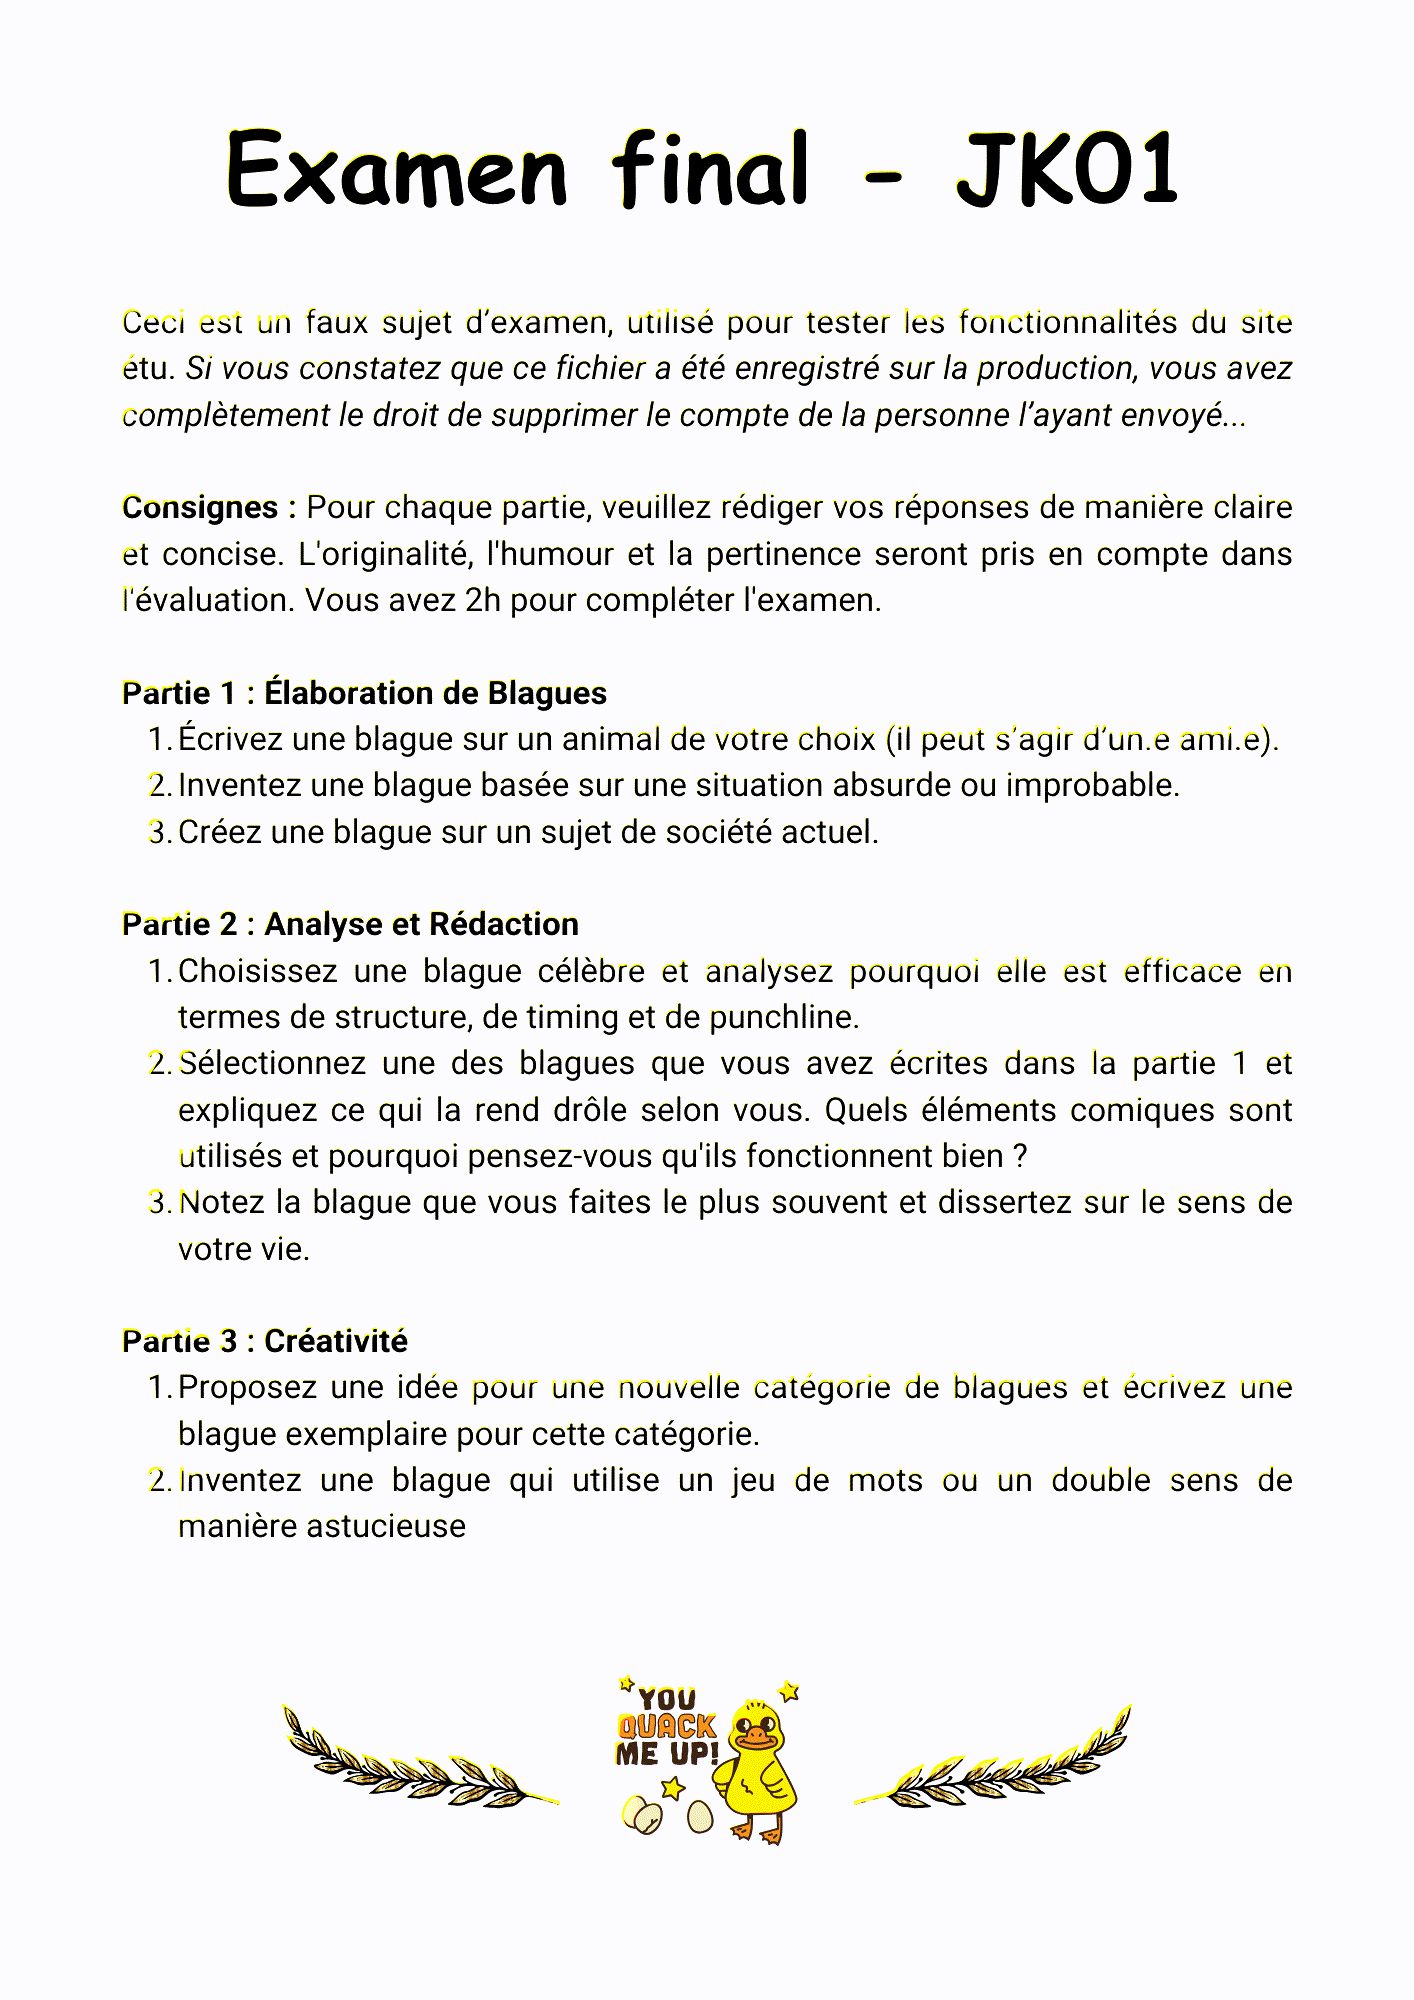 Examen final - JK01
Ceci est un faux sujet d’examen, utilisé pour tester les fonctionnalités du site
étu. Si vous constatez que ce fichier a été enregistré sur la production, vous avez
complètement le droit de supprimer le compte de la personne l’ayant envoyé...
Consignes : Pour chaque partie, veuillez rédiger vos réponses de manière claire
et concise. L'originalité, l'humour et la pertinence seront pris en compte dans
l'évaluation. Vous avez 2h pour compléter l'examen.
Partie 1 : Élaboration de Blagues
1. Écrivez une blague sur un animal de votre choix (il peut s’agir d’un.e ami.e).
2. Inventez une blague basée sur une situation absurde ou improbable.
3. Créez une blague sur un sujet de société actuel.
Partie 2 : Analyse et Rédaction
1. Choisissez une blague célèbre et analysez pourquoi elle est efficace en
termes de structure, de timing et de punchline.
2. Sélectionnez une des blagues que vous avez écrites dans la partie 1 et
expliquez ce qui la rend drôle selon vous. Quels éléments comiques sont
utilisés et pourquoi pensez-vous qu'ils fonctionnent bien ?
3. Notez la blague que vous faites le plus souvent et dissertez sur le sens de
votre vie.
Partie 3 : Créativité
1. Proposez une idée pour une nouvelle catégorie de blagues et écrivez une
blague exemplaire pour cette catégorie.
2. Inventez une blague qui utilise un jeu de mots ou un double sens de
manière astucieuse
YOU
QUACK
ME UP!